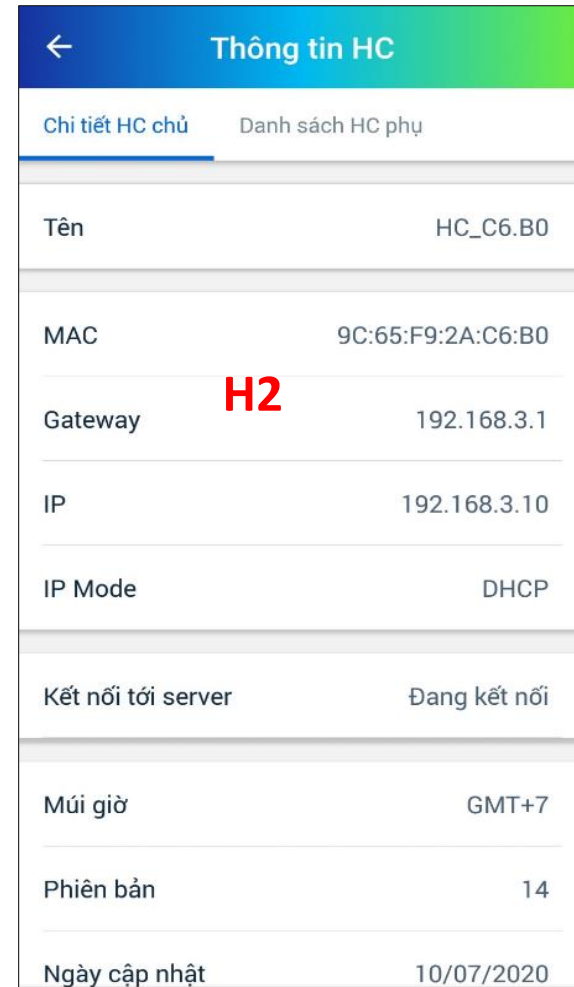 Thông tin HC
Chi tiết HC chủ Danh sách HC phụ
Tên HC_C6.B0
MAC 9C:65:F9:2A:C6:B0
H2
Gateway 192.168.3.1
IP 192.168.3.10
IP Mode DHCP
Kết nối tới server Đang kết nối
Múi giờ GMT+7
Phiên bản 14
Ngày cập nhật 10/07/2020